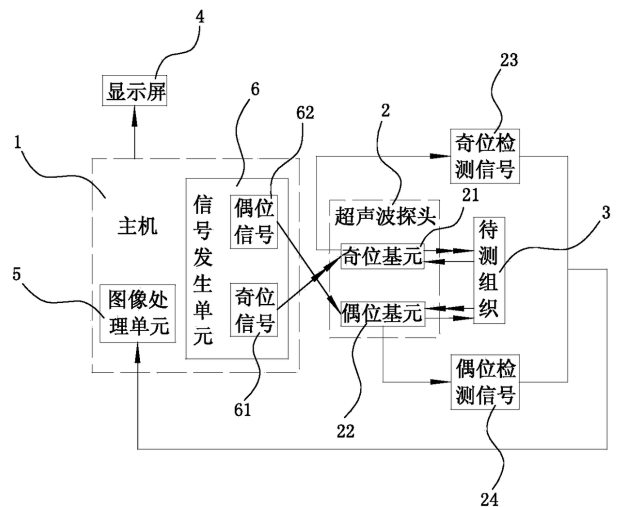 4
显示屏
1
6
62
2
23
主机
信号发生单元
偶位
信号
奇位
信号
61
5
图像处
理单元
超声波探头
21
奇位基元
偶位基元
22
待测组织
3
奇位检
测信号
偶位检
测信号
24